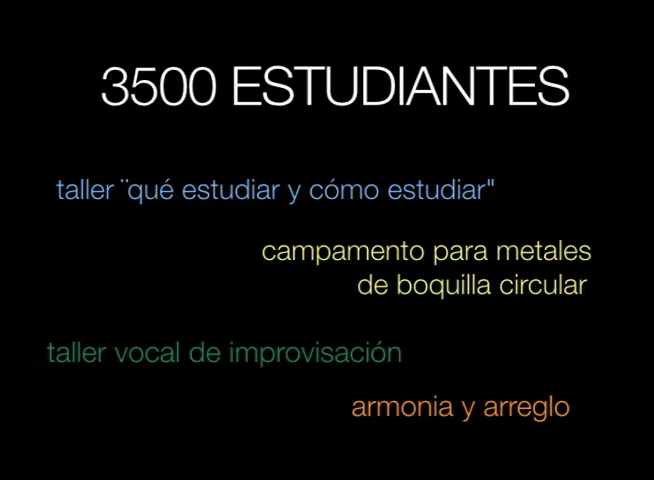 3500 ESTUDIANTES
taller ¨qué estudiar y cómo estudiar"
campamento para metales
de boquilla circular
taller vocal de improvisación
armonia y arreglo